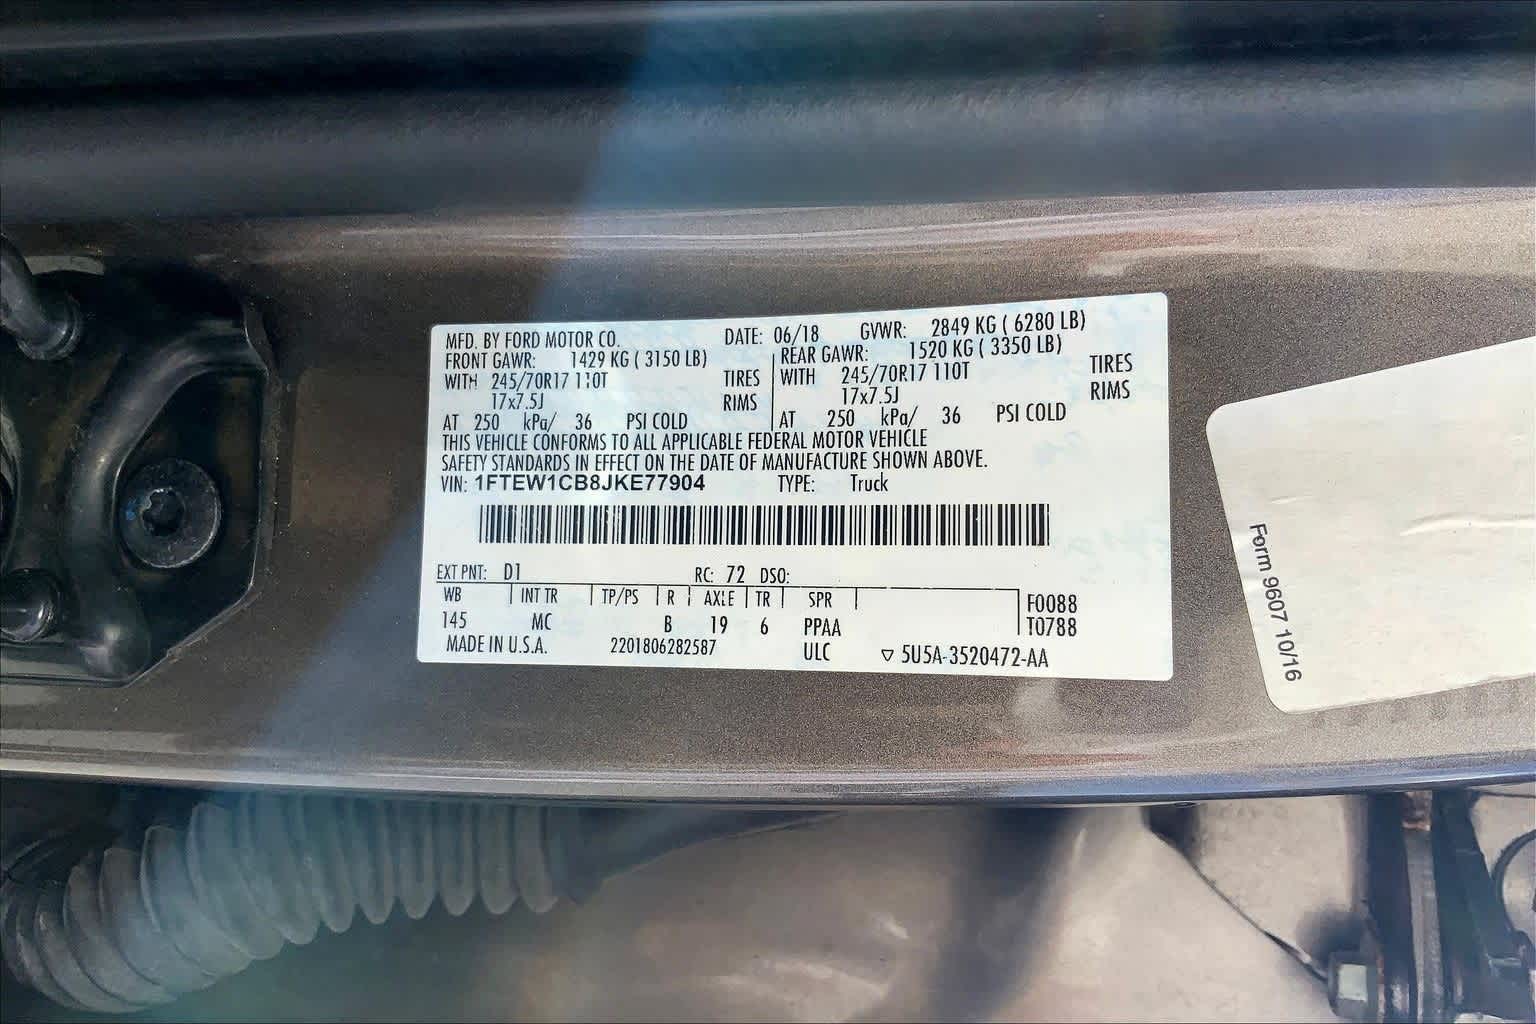 MFD. BY FORD MOTOR CO. DATE: 06/18 GVWR: 2849 KG ( 6280 LB)
FRONT GAWR: 1429 KG ( 3150 LB) REAR GAWR: 1520 KG ( 3350 LB)
WITH 245/70R17 110T TIRES WITH 245/70R17 110T TIRES
17x7.5J RIMS 17x7.5J RIMS
AT 250 kPa/ 36 PSI COLD AT 250 kPa/ 36 PSI COLD
THIS VEHICLE CONFORMS TO ALL APPLICABLE FEDERAL MOTOR VEHICLE
SAFETY STANDARDS IN EFFECT ON THE DATE OF MANUFACTURE SHOWN ABOVE.
VIN: 1FTEW1CB8JKE77904 TYPE: Truck
EXT PNT: D1 RC: 72 DSO:
WB INT TR TP/PS R AXLE TR SPR F0088
145 MC B 19 6 PPAA T0788
MADE IN U.S.A. 2201806282587 ULC ▽ 5U5A-3520472-AA
Form 9607 10/16